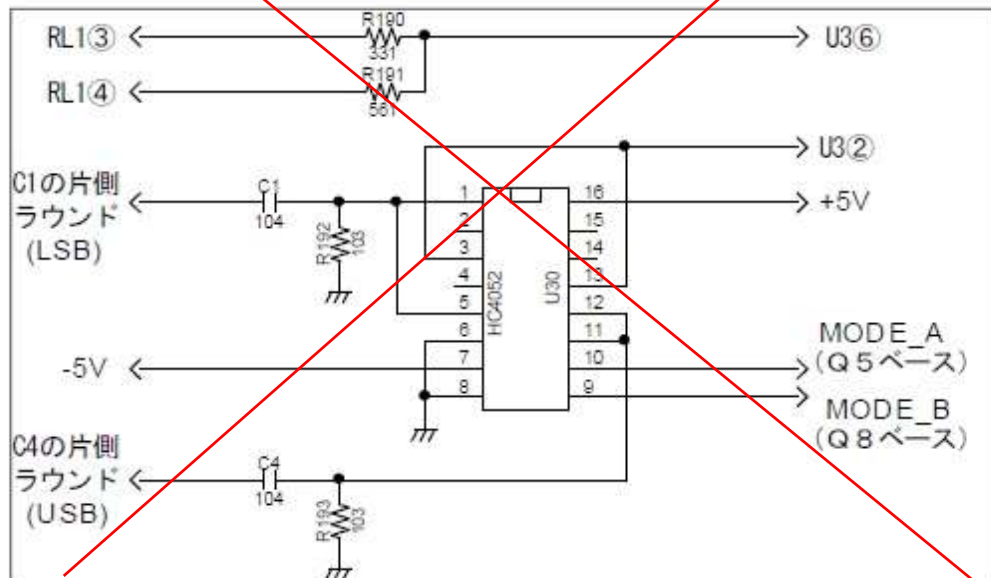 R190
RL1③
331
U3⑥
R191
RL1④
561
U3②
C1の片側
ラウンド
(LSB)
C1
104
R192
103
1
2
3
4
5
6
7
8
HC4052
U30
16
15
14
13
12
11
10
9
+5V
-5V
MODE_A
(Q5ベース)
MODE_B
(Q8ベース)
C4の片側
ラウンド
(USB)
C4
104
R193
103